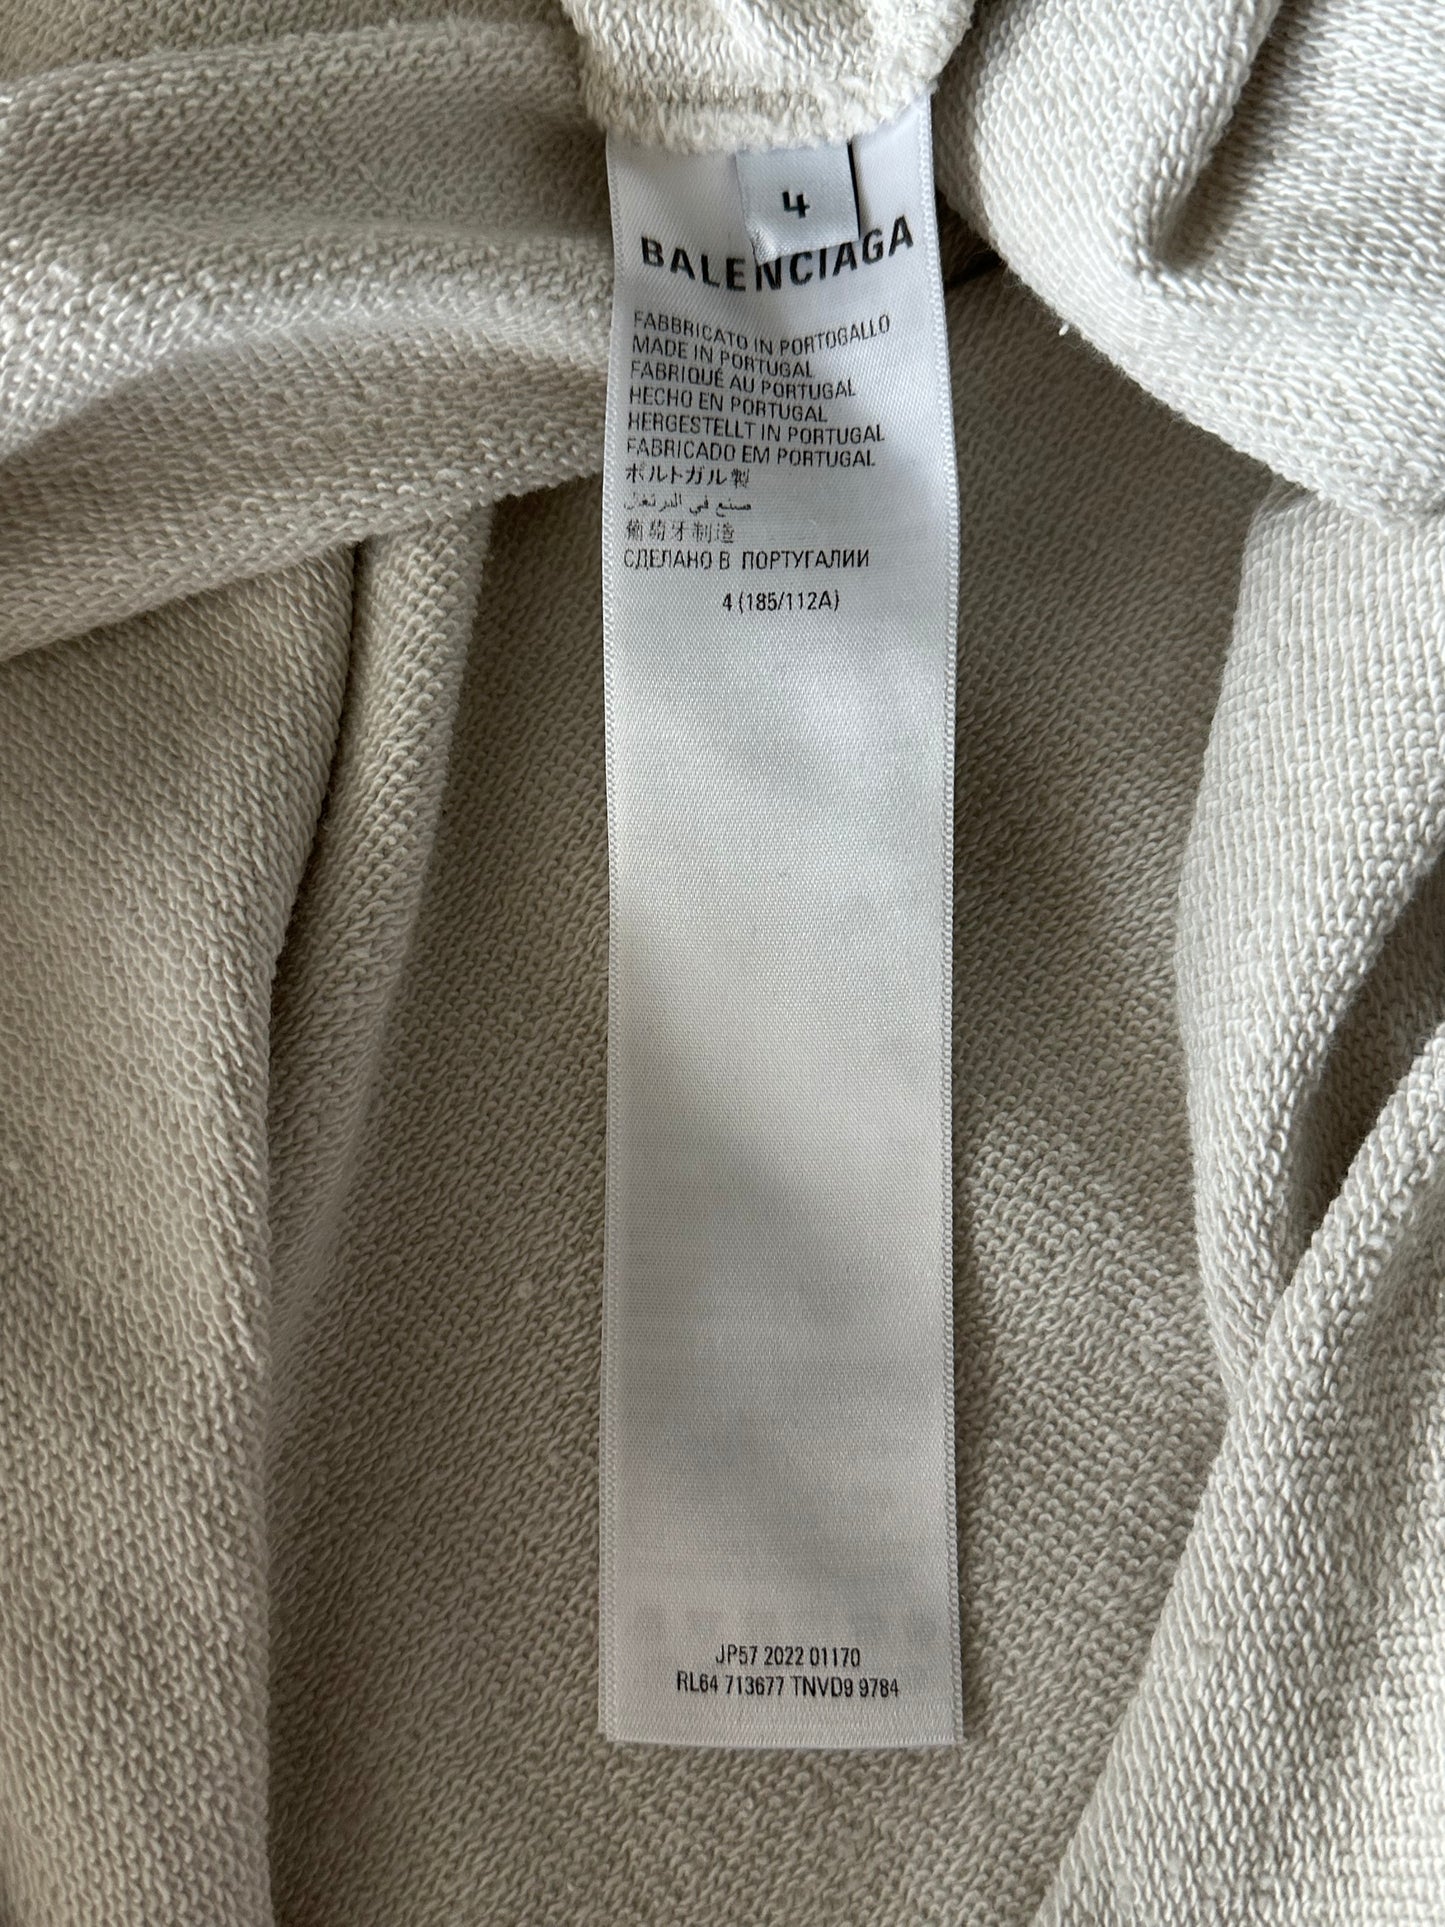 4
BALENCIAGA
FABBRICATO IN PORTOGALLO
MADE IN PORTUGAL
FABRIQUÉ AU PORTUGAL
HECHO EN PORTUGAL
HERGESTELLT IN PORTUGAL
FABRICADO EM PORTUGAL
ポルトガル製
صنع في البرتغال
葡萄牙制造
СДЕЛАНО В ПОРТУГАЛИИ
4 (185/112A)
JP57 2022 01170
RL64 713677 TNVD9 9784